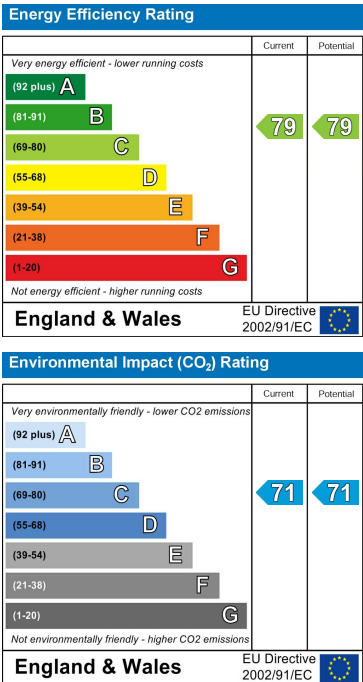 Energy Efficiency Rating
Current Potential
Very energy efficient - lower running costs
(92 plus) A
(81-91) B
79 79
(69-80) C
(55-68) D
(39-54) E
(21-38) F
(1-20) G
Not energy efficient - higher running costs
England & Wales
EU Directive
2002/91/EC
Environmental Impact (CO₂) Rating
Current Potential
Very environmentally friendly - lower CO2 emissions
(92 plus) A
(81-91) B
(69-80) C
71 71
(55-68) D
(39-54) E
(21-38) F
(1-20) G
Not environmentally friendly - higher CO2 emissions
England & Wales
EU Directive
2002/91/EC